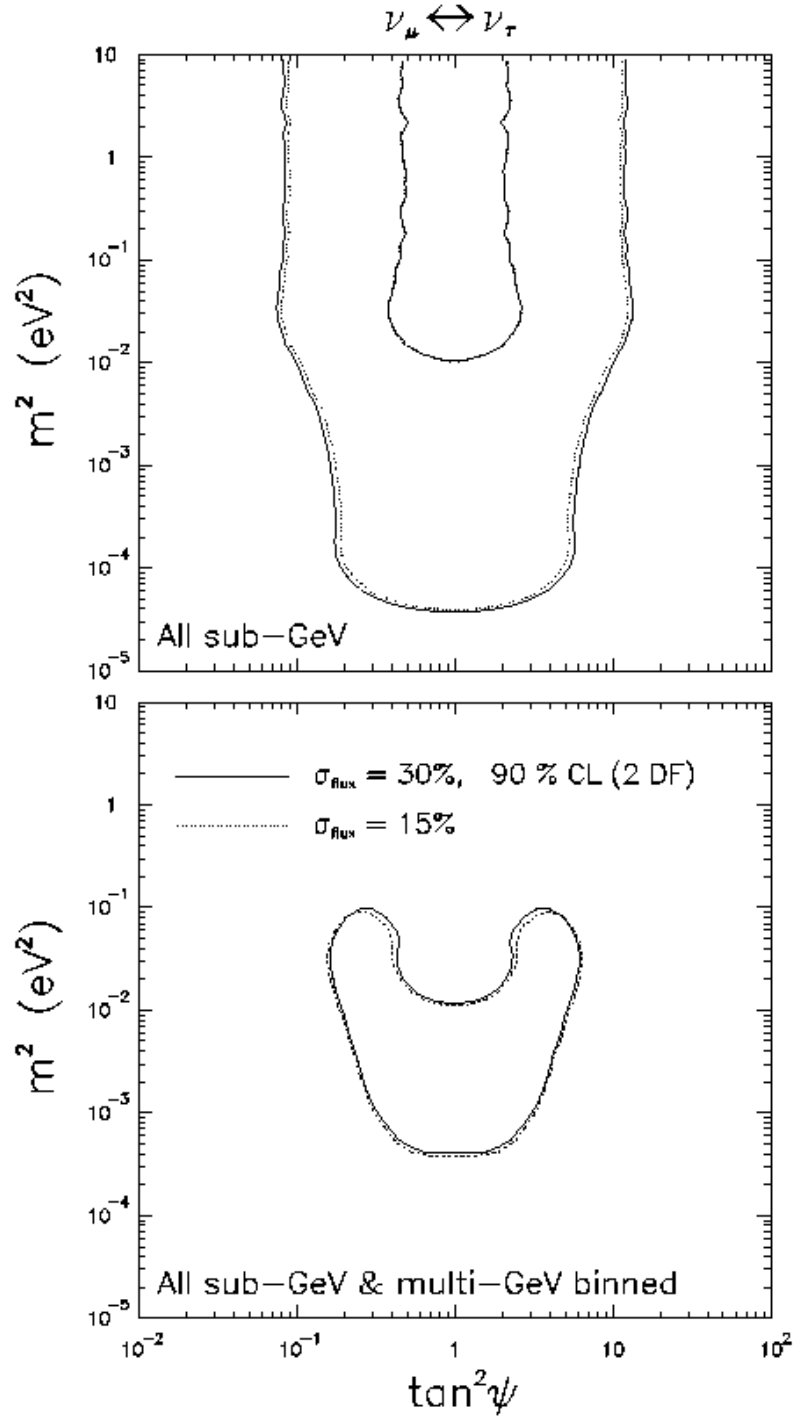 ν_μ ↔ ν_τ
10
1
10^-1
10^-2
10^-3
10^-4
10^-5
m^2 (eV^2)
All sub-GeV
10
1
10^-1
10^-2
10^-3
10^-4
10^-5
m^2 (eV^2)
σ_flux = 30%, 90 % CL (2 DF)
σ_flux = 15%
All sub-GeV & multi-GeV binned
10^-2 10^-1 1 10 10^2
tan^2ψ